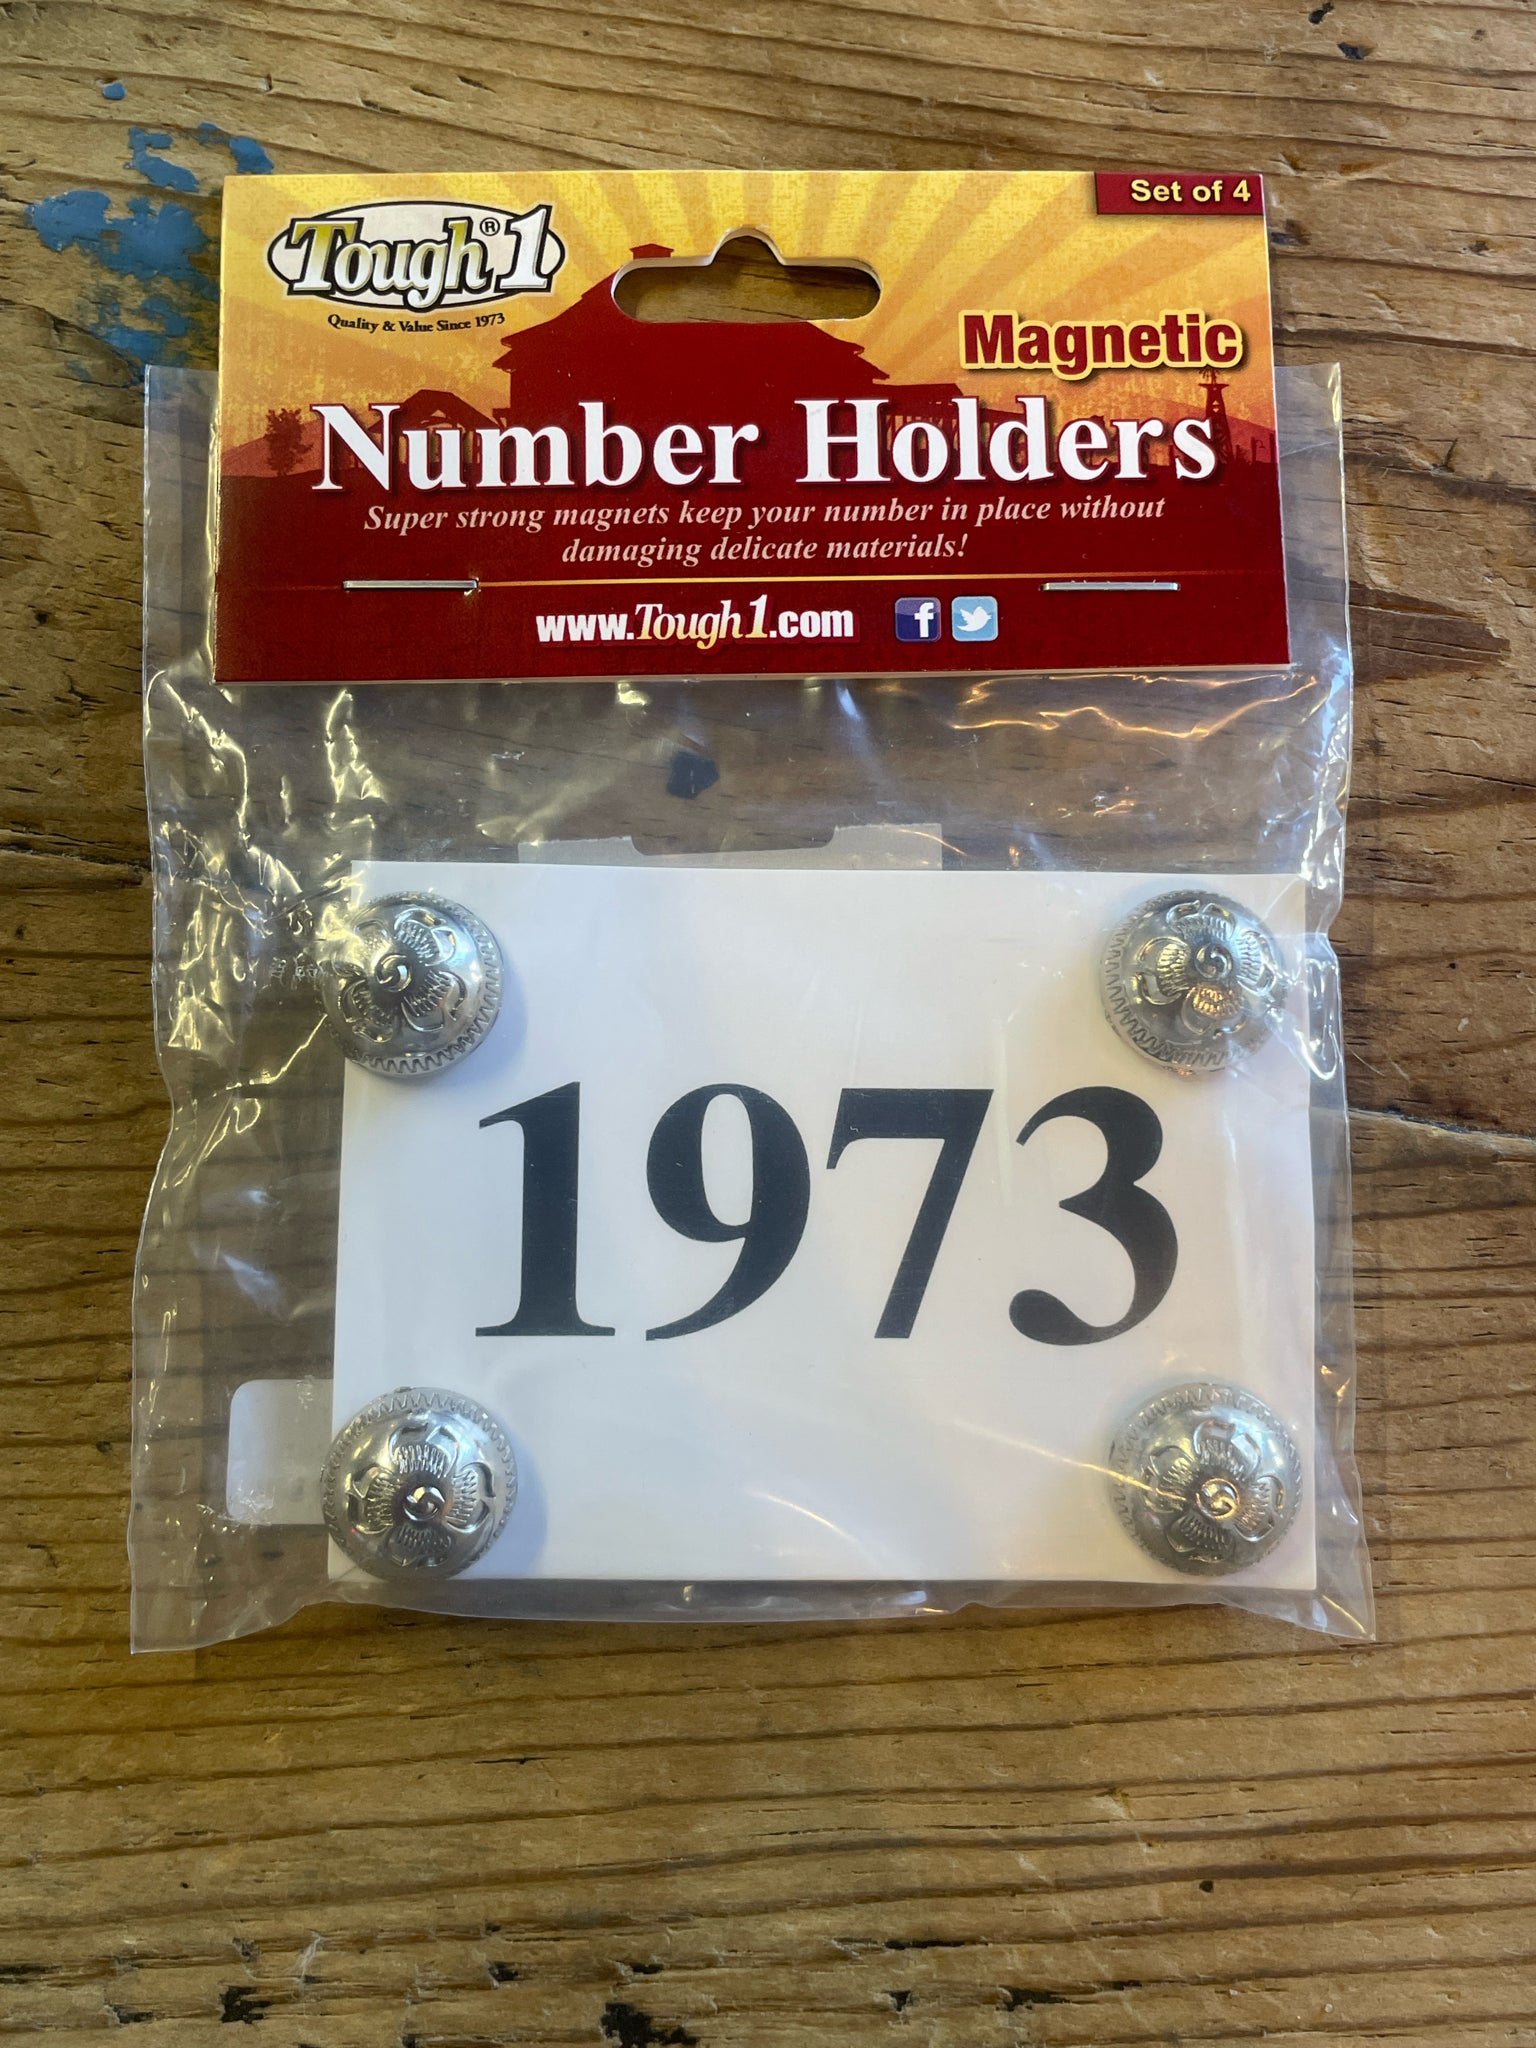 Set of 4
Tough®1
Quality & Value Since 1973
Magnetic
Number Holders
Super strong magnets keep your number in place without
damaging delicate materials!
www.Tough1.com
1973